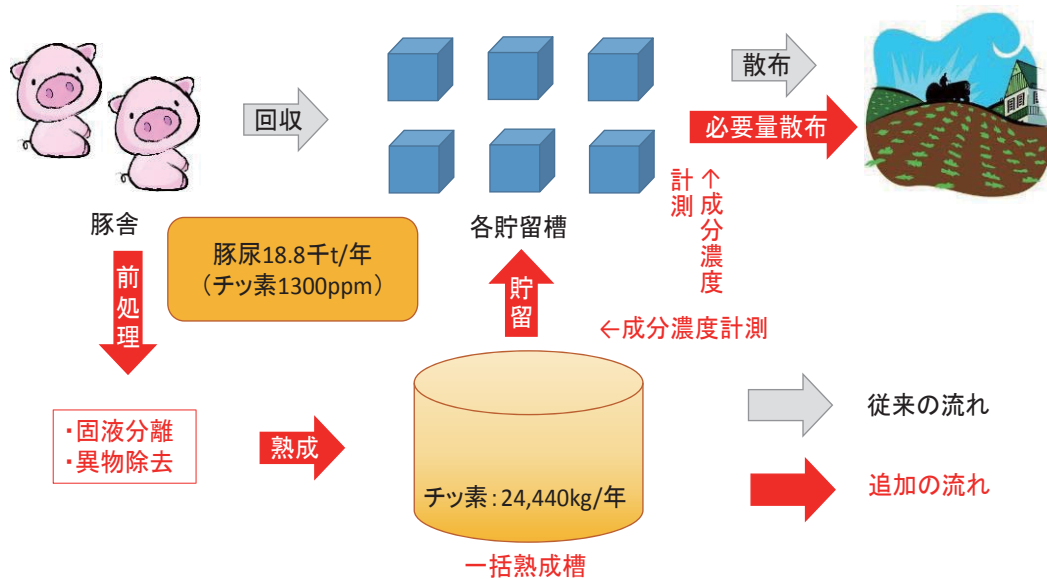 回収
散布
必要量散布
豚舎
各貯留槽
↑成分濃度
計測
豚尿18.8千t/年
（チッ素1300ppm）
前処理
貯留
←成分濃度計測
・固液分離
・異物除去
熟成
チッ素：24,440kg/年
一括熟成槽
従来の流れ
追加の流れ